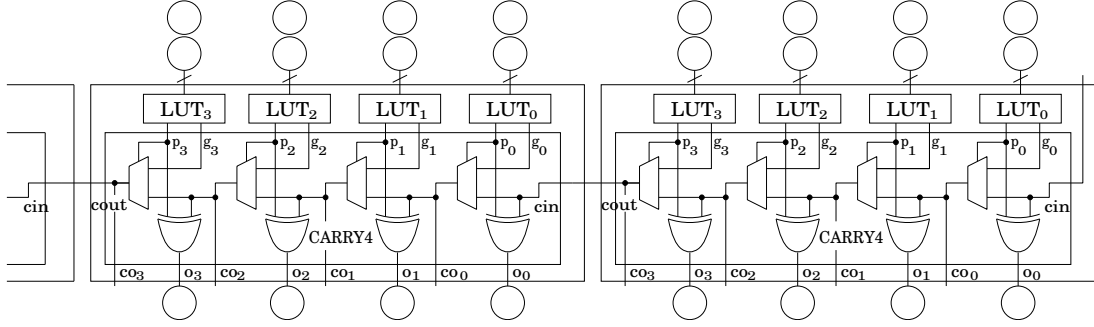 LUT₃ LUT₂ LUT₁ LUT₀ LUT₃ LUT₂ LUT₁ LUT₀
p₃ g₃ p₂ g₂ p₁ g₁ p₀ g₀ p₃ g₃ p₂ g₂ p₁ g₁ p₀ g₀
cin cout cin cout cin
CARRY4 CARRY4
co₃ o₃ co₂ o₂ co₁ o₁ co₀ o₀ co₃ o₃ co₂ o₂ co₁ o₁ co₀ o₀